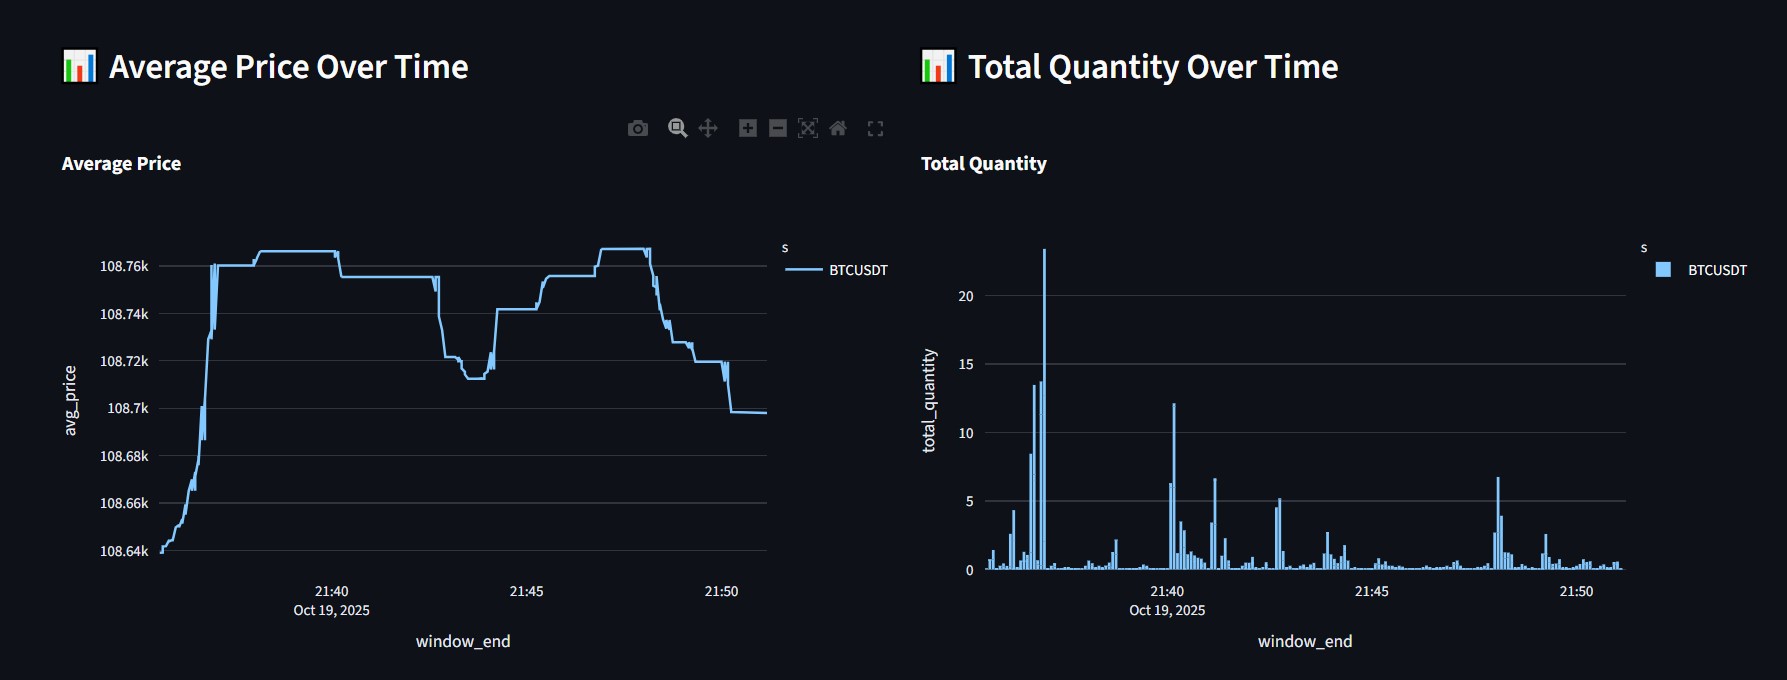 📊 Average Price Over Time
Average Price
s
BTCUSDT
108.76k
108.74k
108.72k
108.7k
108.68k
108.66k
108.64k
avg_price
21:40
21:45
21:50
Oct 19, 2025
window_end
📊 Total Quantity Over Time
Total Quantity
s
BTCUSDT
20
15
10
5
0
total_quantity
21:40
21:45
21:50
Oct 19, 2025
window_end